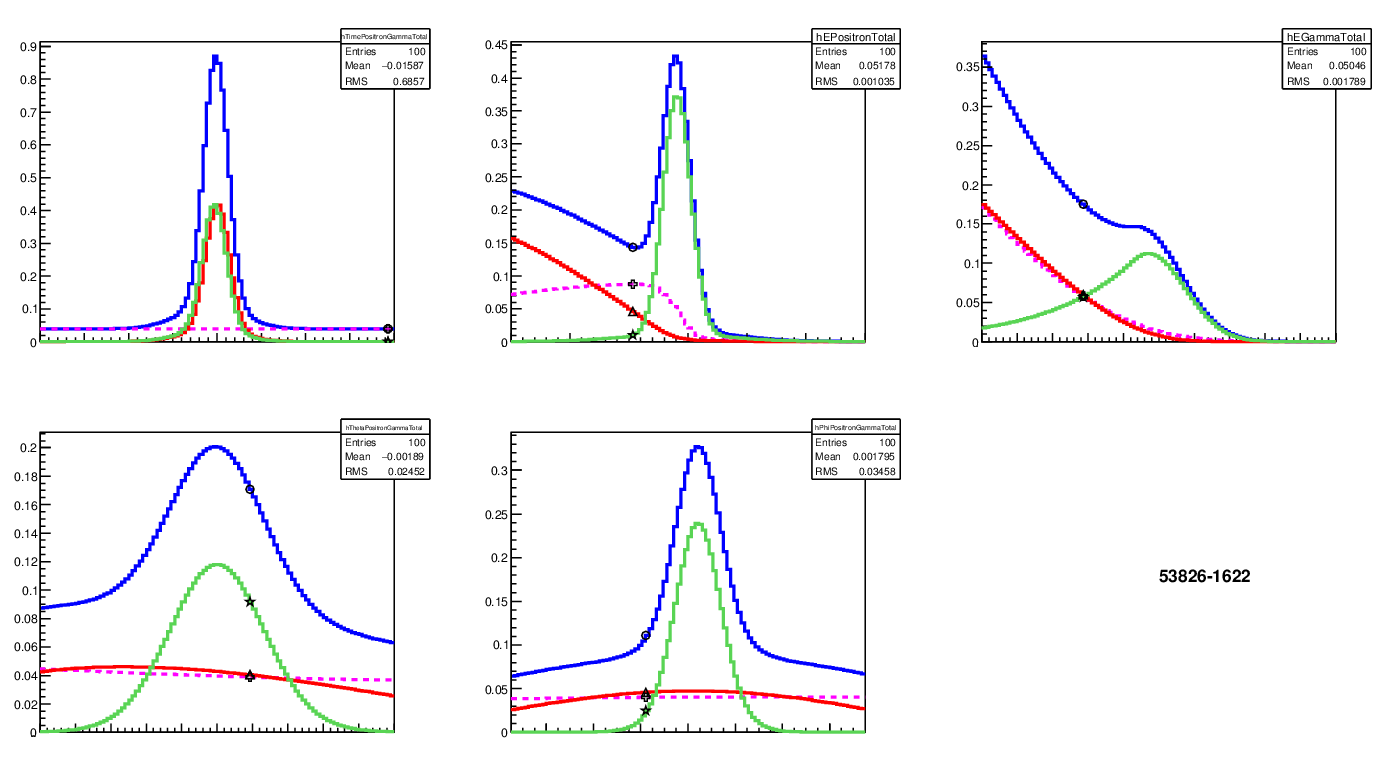 hTimePositronGammaTotal
Entries 100
Mean −0.01587
RMS 0.6857
0.9
0.8
0.7
0.6
0.5
0.4
0.3
0.2
0.1
0
hEPositronTotal
Entries 100
Mean 0.05178
RMS 0.001035
0.45
0.4
0.35
0.3
0.25
0.2
0.15
0.1
0.05
0
hEGammaTotal
Entries 100
Mean 0.05046
RMS 0.001789
0.35
0.3
0.25
0.2
0.15
0.1
0.05
0
hThetaPositronGammaTotal
Entries 100
Mean −0.00189
RMS 0.02452
0.2
0.18
0.16
0.14
0.12
0.1
0.08
0.06
0.04
0.02
0
hPhiPositronGammaTotal
Entries 100
Mean 0.001795
RMS 0.03458
0.3
0.25
0.2
0.15
0.1
0.05
0
53826-1622